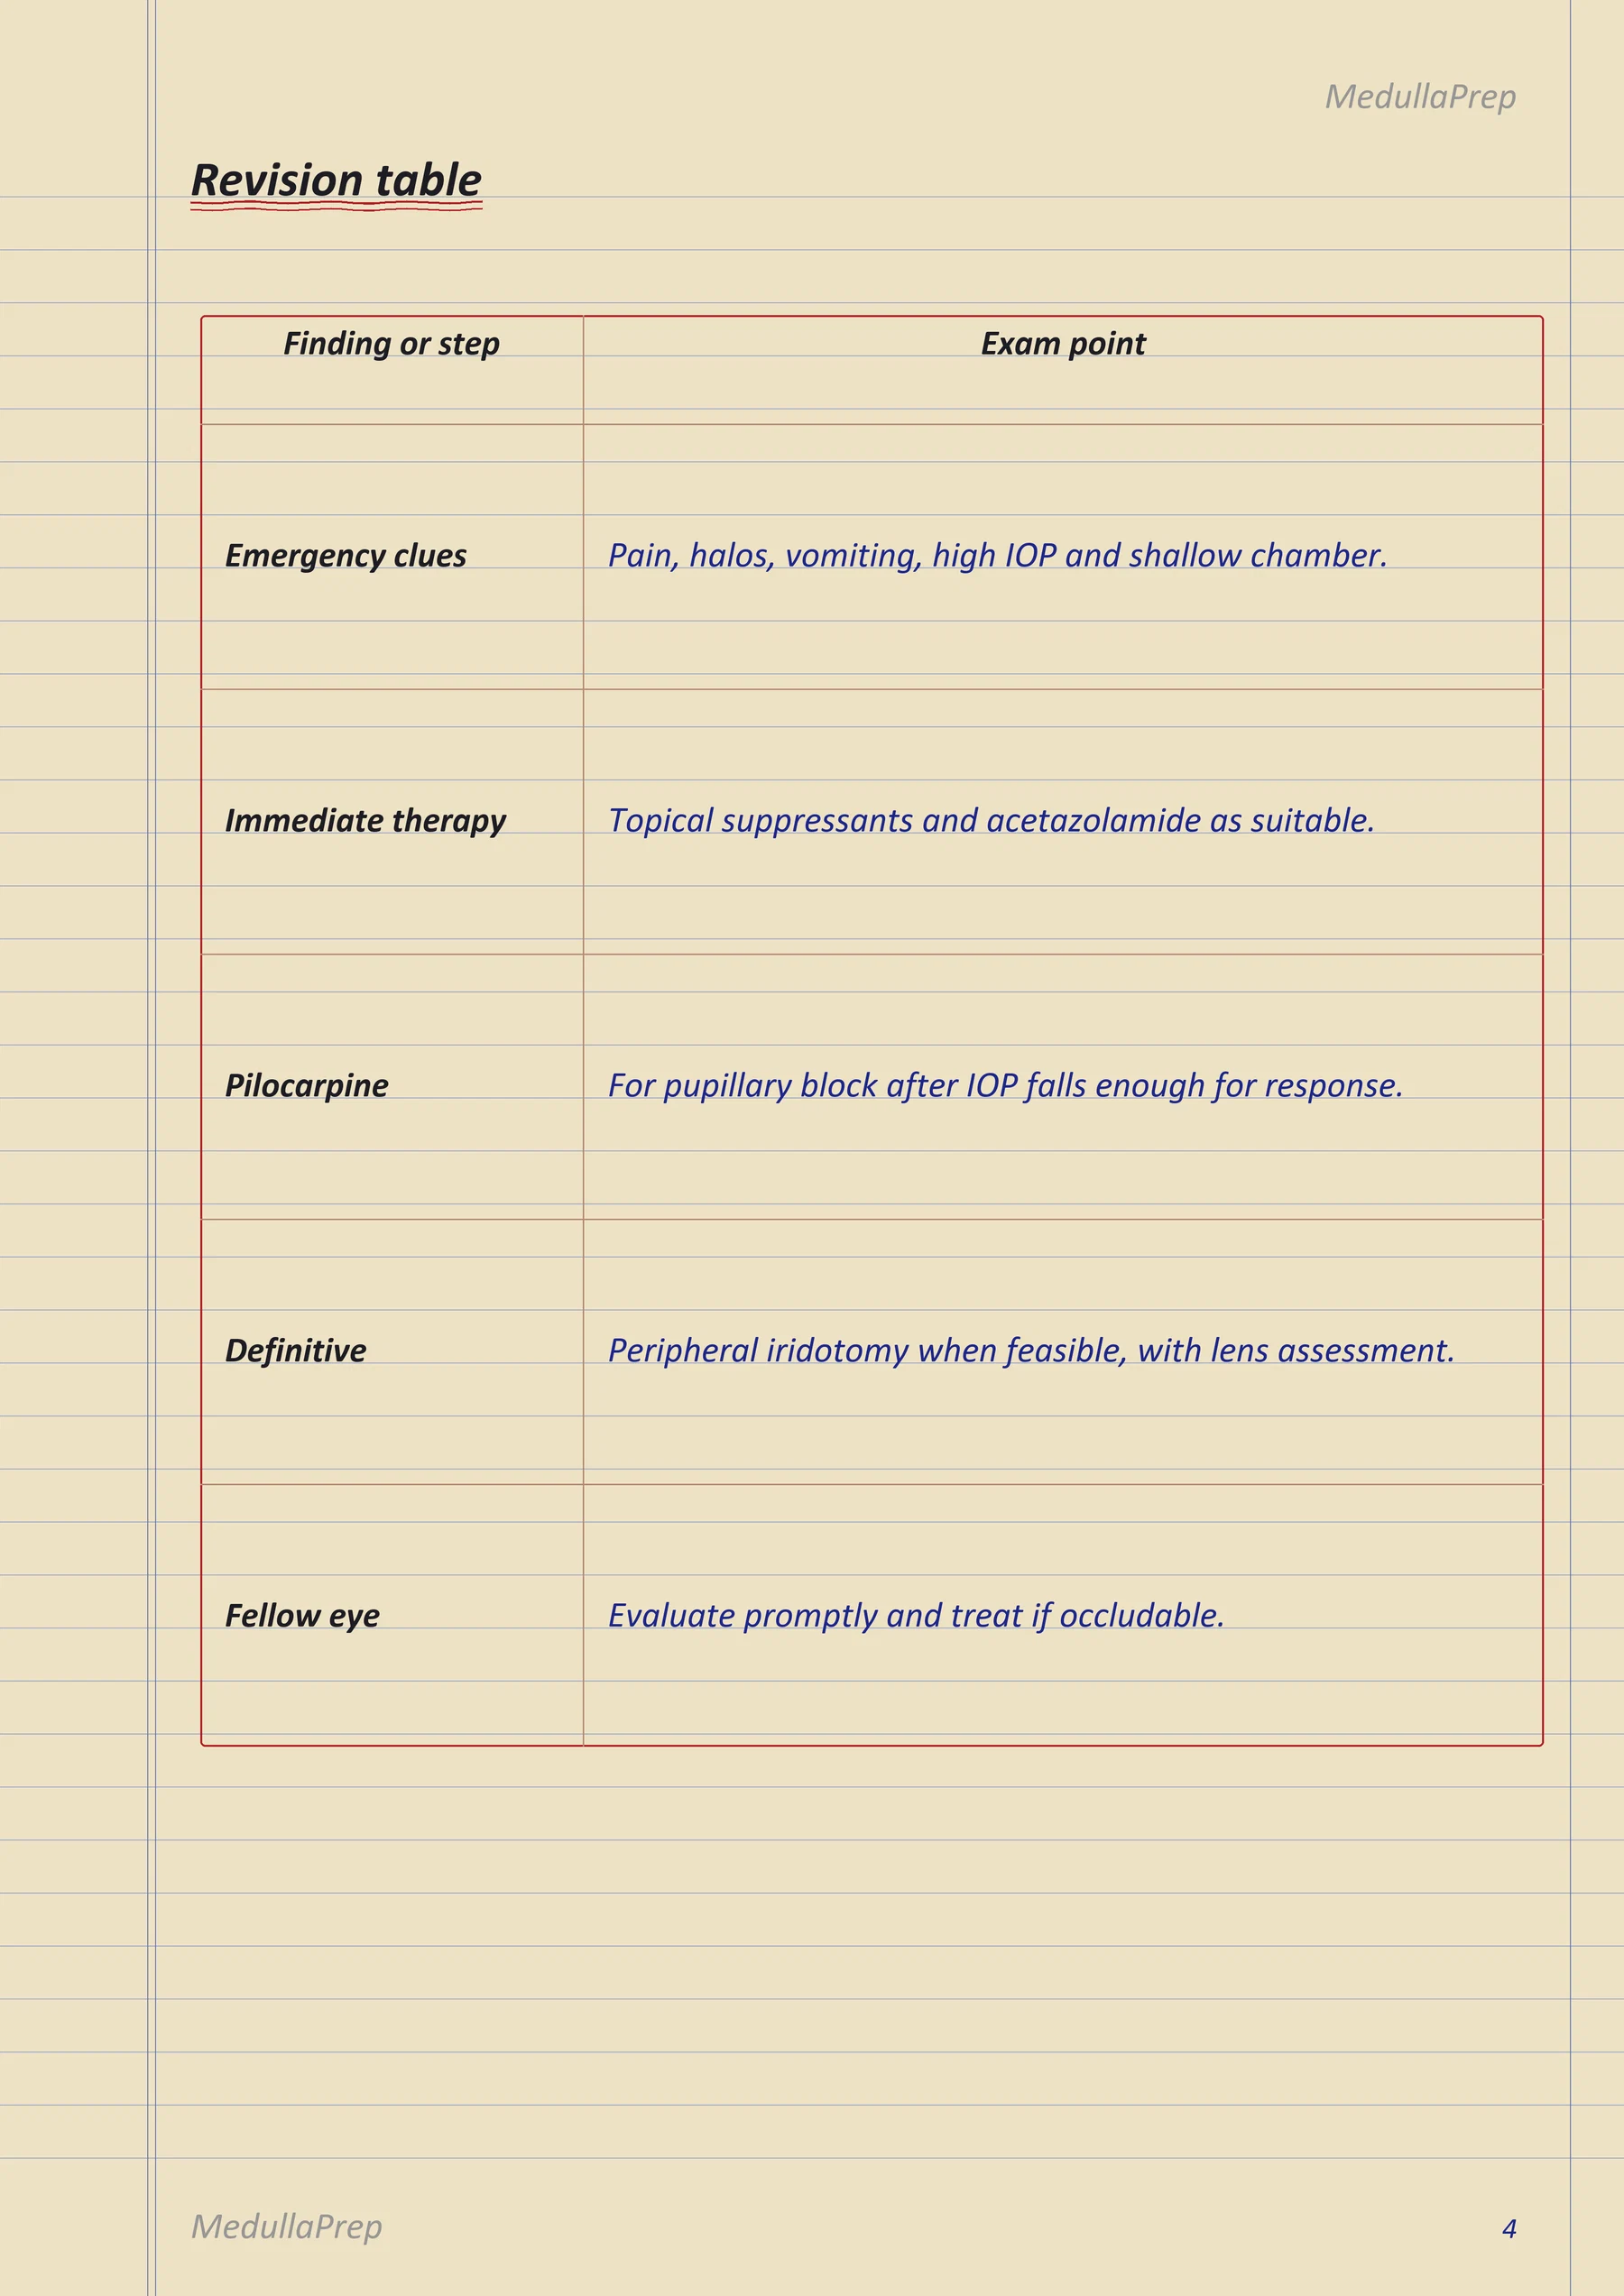 MedullaPrep
Revision table
Finding or step
Exam point
Emergency clues
Pain, halos, vomiting, high IOP and shallow chamber.
Immediate therapy
Topical suppressants and acetazolamide as suitable.
Pilocarpine
For pupillary block after IOP falls enough for response.
Definitive
Peripheral iridotomy when feasible, with lens assessment.
Fellow eye
Evaluate promptly and treat if occludable.
MedullaPrep
4